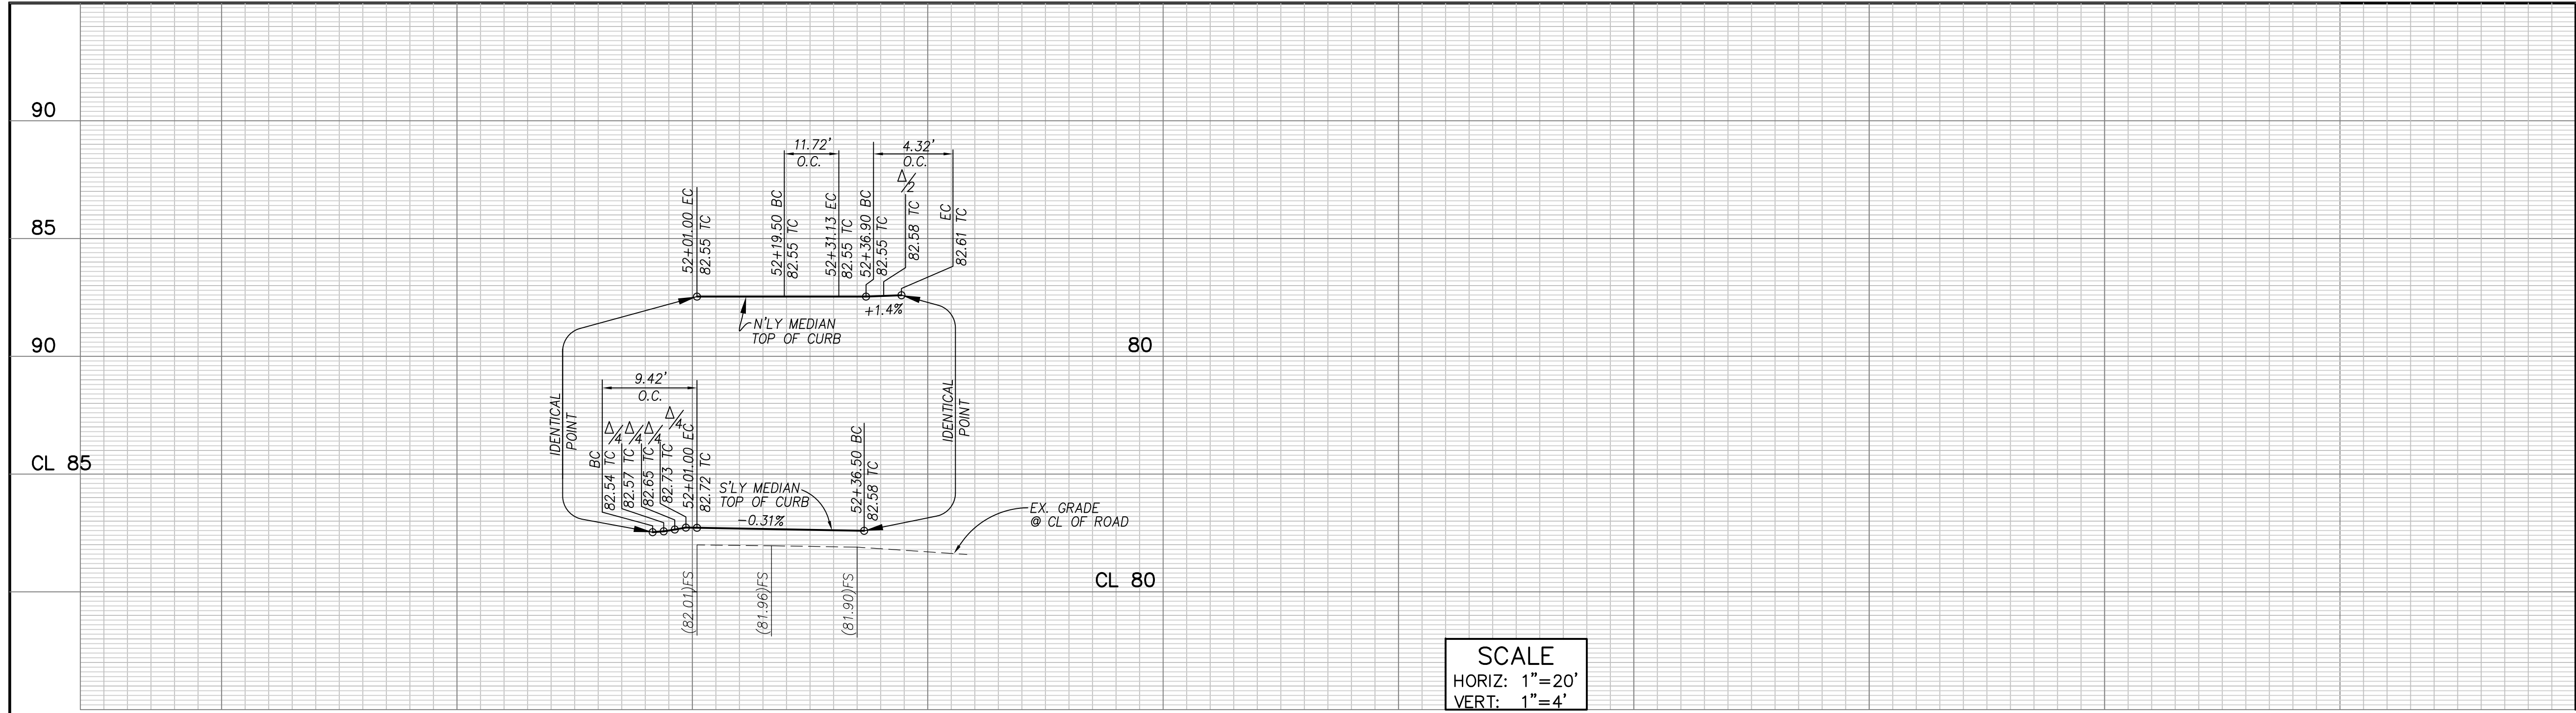 90
11.72'
O.C.
4.32'
O.C.
Δ/2
52+01.00 EC
82.55 TC
52+19.50 BC
82.55 TC
52+31.13 EC
82.55 TC
52+36.90 BC
82.55 TC
82.58 TC
EC
82.61 TC
85
+1.4%
N'LY MEDIAN
TOP OF CURB
90
80
9.42'
O.C.
IDENTICAL
POINT
IDENTICAL
POINT
Δ/4
Δ/4
Δ/4
Δ/4
BC
82.54 TC
82.57 TC
82.65 TC
82.73 TC
52+01.00 EC
82.72 TC
52+36.50 BC
82.58 TC
CL 85
S'LY MEDIAN
TOP OF CURB
-0.31%
EX. GRADE
@ CL OF ROAD
(82.01)FS
(81.96)FS
(81.90)FS
CL 80
SCALE
HORIZ: 1"=20'
VERT: 1"=4'